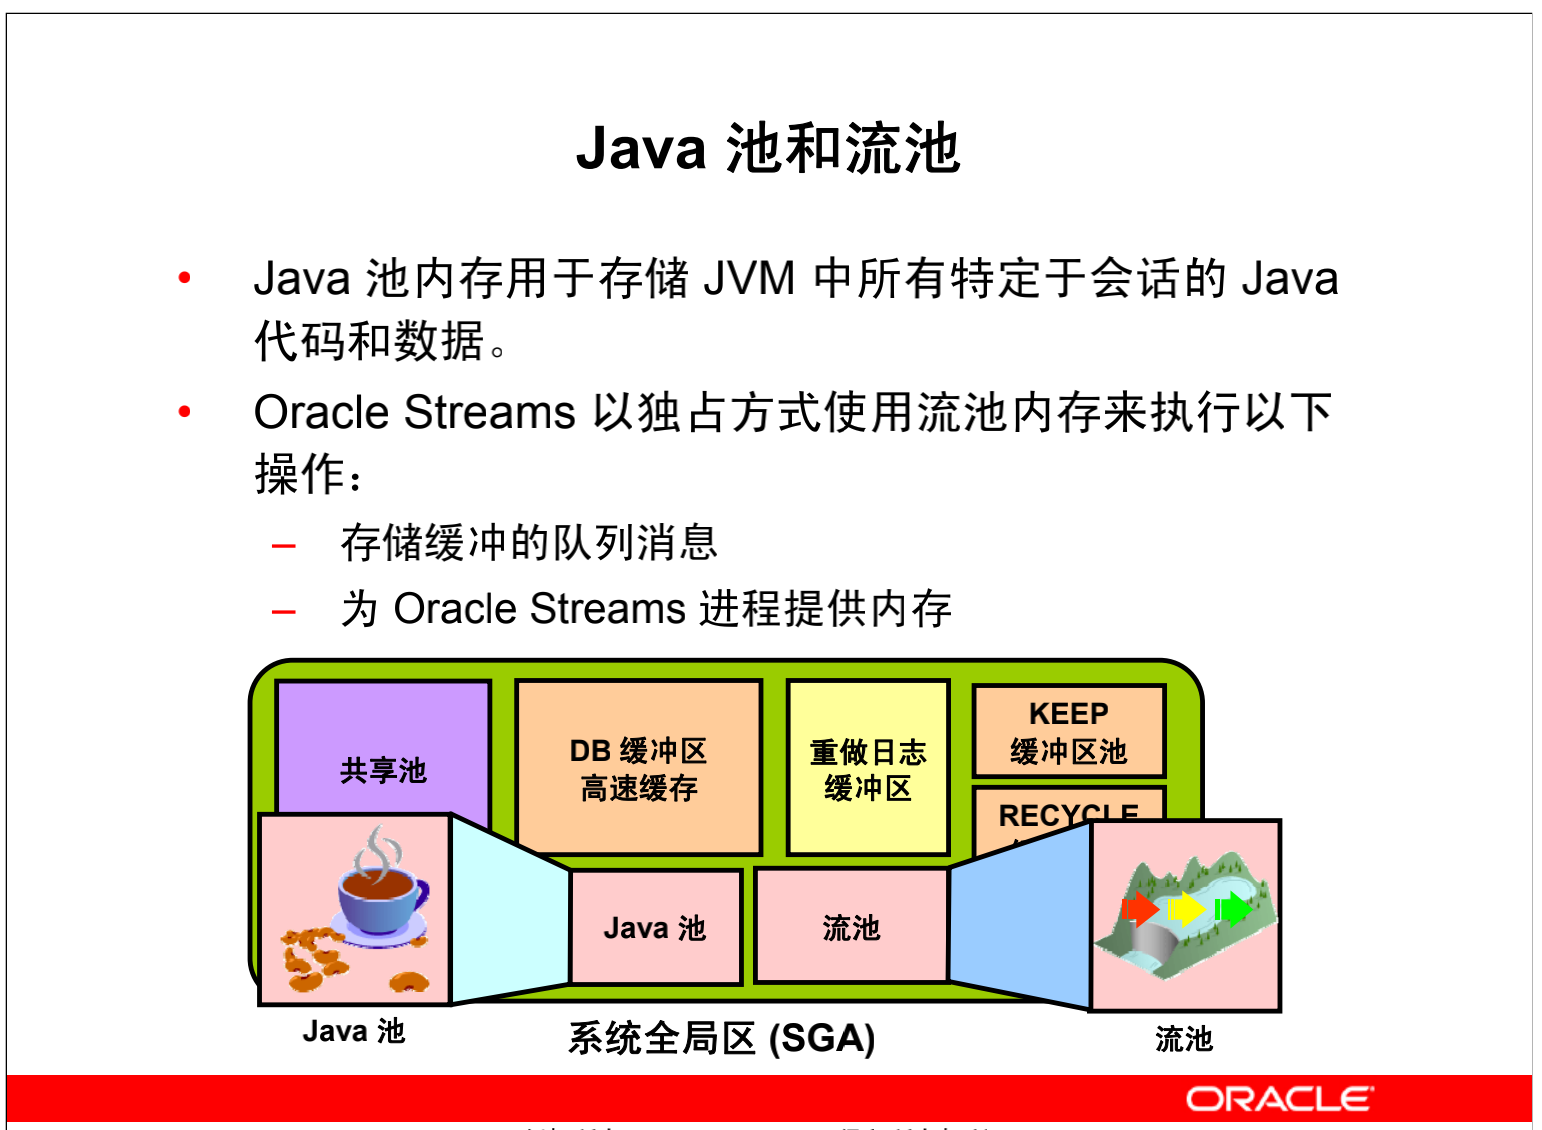 Java 池和流池
• Java 池内存用于存储 JVM 中所有特定于会话的 Java
代码和数据。
• Oracle Streams 以独占方式使用流池内存来执行以下
操作：
– 存储缓冲的队列消息
– 为 Oracle Streams 进程提供内存
共享池
DB 缓冲区
高速缓存
重做日志
缓冲区
KEEP
缓冲区池
RECYCLE
Java 池
流池
Java 池
系统全局区 (SGA)
流池
ORACLE